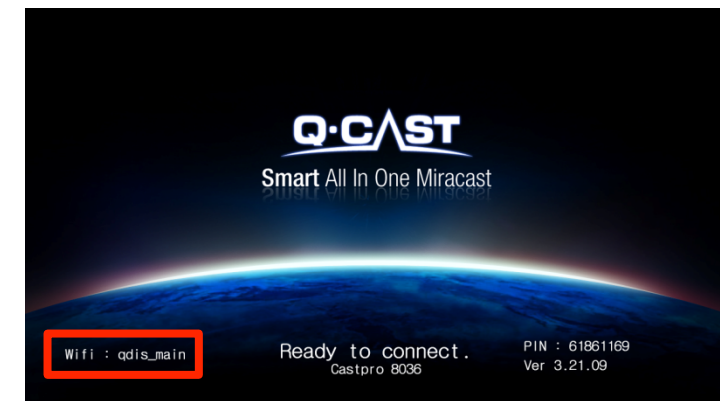 Q·CAST
Smart All In One Miracast
Wifi : qdis_main
Ready to connect.
Castpro 8036
PIN : 61861169
Ver 3.21.09